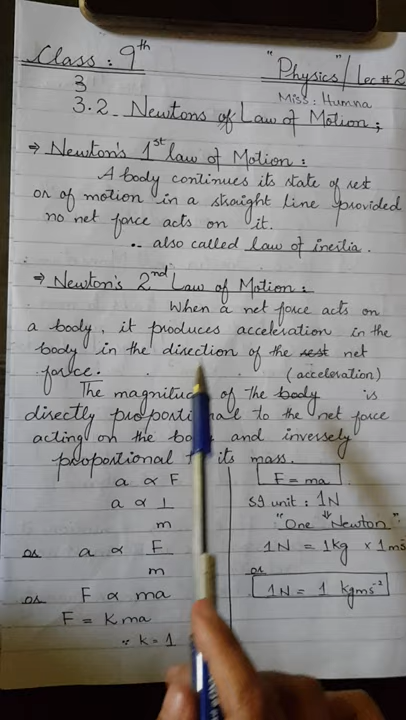 Class : 9th
"Physics" / Lec # 2
Miss : Humna
3
3.2. Newtons of Law of Motion ;
⇒ Newton's 1st law of Motion :
A body continues its state of rest
or of motion in a straight line provided
no net force acts on it.
∴ also called law of inertia.
⇒ Newton's 2nd Law of Motion :
When a net force acts on
a body, it produces acceleration in the
body in the direction of the rest net
force.
(acceleration)
The magnitude of the body is
directly proportional to the net force
acting on the body and inversely
proportional to its mass.
a ∝ F
a ∝ 1/m
or a ∝ F/m
or F ∝ ma
F = K ma
∵ k = 1
F = ma
SI unit : 1N
⇓
"One Newton"
1N = 1kg × 1ms
or
1N = 1 kgms⁻²